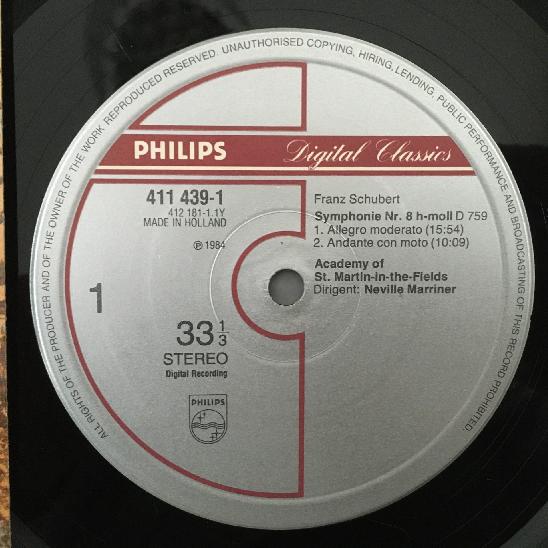 ALL RIGHTS OF THE PRODUCER AND OF THE OWNER OF THE WORK REPRODUCED RESERVED. UNAUTHORISED COPYING, HIRING, LENDING, PUBLIC PERFORMANCE AND BROADCASTING OF THIS RECORD PROHIBITED.
PHILIPS Digital Classics
411 439-1
412 181-1.1Y
MADE IN HOLLAND
℗ 1984
1
33 1/3
STEREO
Digital Recording
PHILIPS
Franz Schubert
Symphonie Nr. 8 h-moll D 759
1. Allegro moderato (15:54)
2. Andante con moto (10:09)
Academy of
St. Martin-in-the-Fields
Dirigent: Neville Marriner